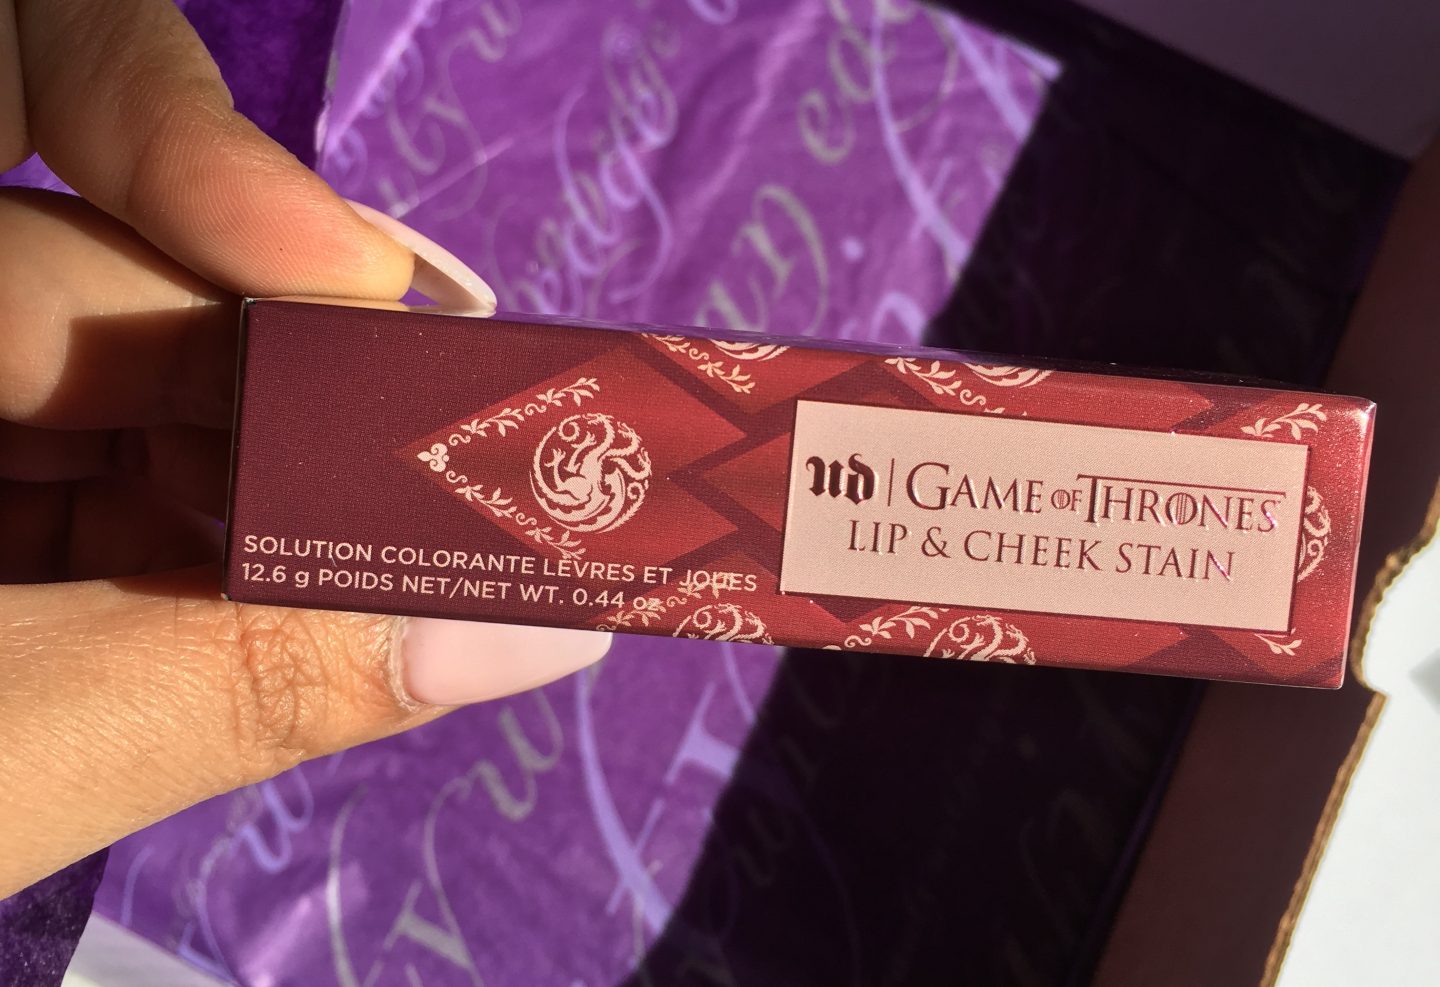 SOLUTION COLORANTE LÈVRES ET JOUES
12.6 g POIDS NET/NET WT. 0.44 oz
UD | GAME OF THRONES
LIP & CHEEK STAIN